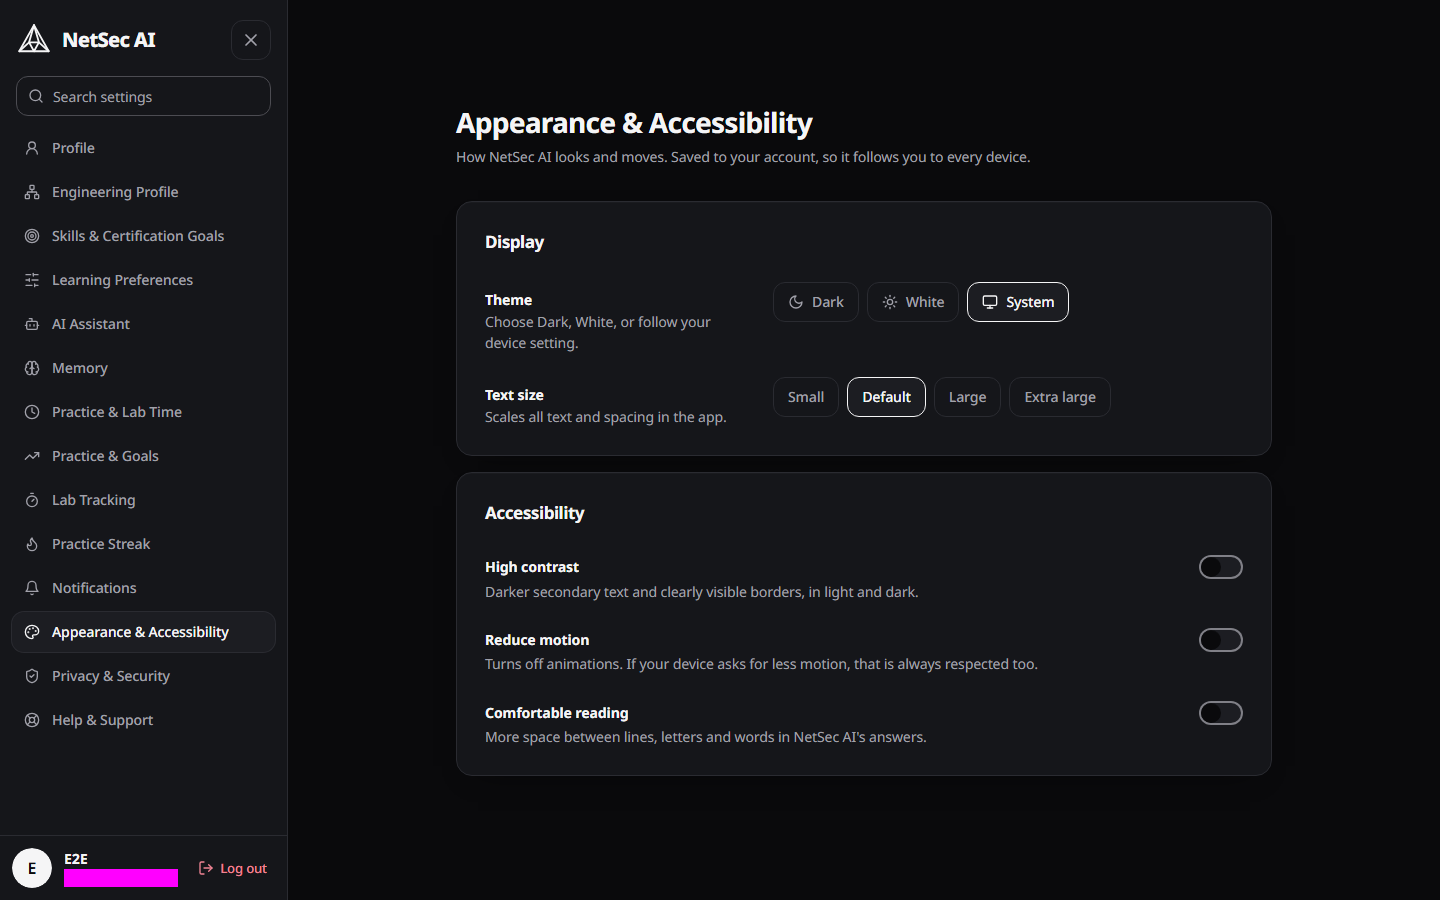 NetSec AI
Search settings
Profile
Engineering Profile
Skills & Certification Goals
Learning Preferences
AI Assistant
Memory
Practice & Lab Time
Practice & Goals
Lab Tracking
Practice Streak
Notifications
Appearance & Accessibility
Privacy & Security
Help & Support
E
E2E
Log out
Appearance & Accessibility
How NetSec AI looks and moves. Saved to your account, so it follows you to every device.
Display
Theme
Choose Dark, White, or follow your
device setting.
Dark
White
System
Text size
Scales all text and spacing in the app.
Small
Default
Large
Extra large
Accessibility
High contrast
Darker secondary text and clearly visible borders, in light and dark.
Reduce motion
Turns off animations. If your device asks for less motion, that is always respected too.
Comfortable reading
More space between lines, letters and words in NetSec AI's answers.